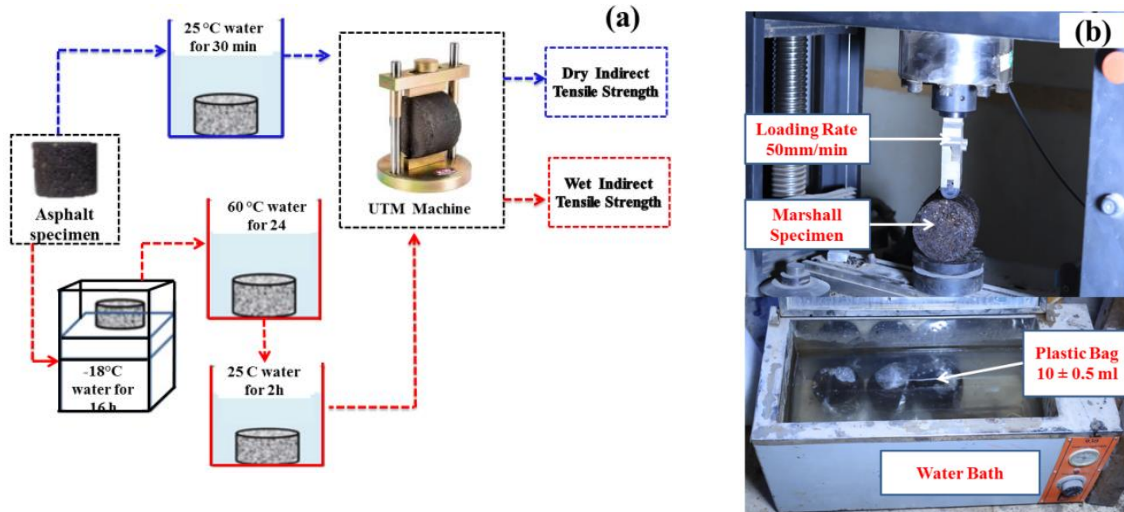 (a)
25 °C water
for 30 min
Dry Indirect
Tensile Strength
Asphalt
specimen
60 °C water
for 24
UTM Machine
Wet Indirect
Tensile Strength
-18°C
water for
16 h
25 C water
for 2h
(b)
Loading Rate
50mm/min
Marshall
Specimen
Plastic Bag
10 ± 0.5 ml
Water Bath